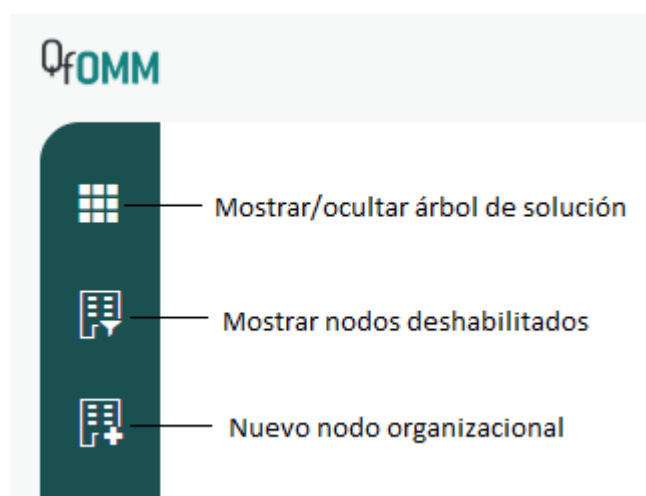 QfOMM
Mostrar/ocultar árbol de solución
Mostrar nodos deshabilitados
Nuevo nodo organizacional